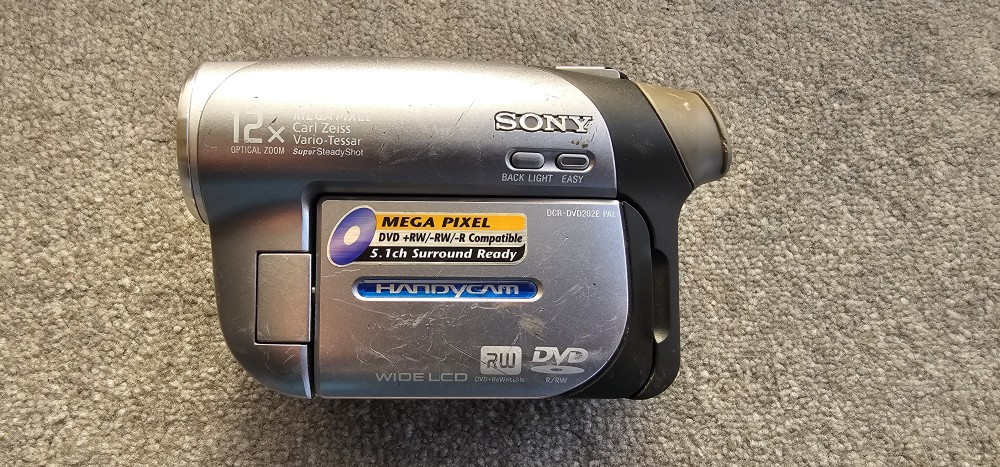 12x
OPTICAL ZOOM
MEGA PIXEL
Carl Zeiss
Vario-Tessar
Super SteadyShot
SONY
BACK LIGHT EASY
DCR-DVD202E PAL
MEGA PIXEL
DVD +RW/-RW/-R Compatible
5.1ch Surround Ready
HANDYCAM
WIDE LCD
RW
DVD+ReWritable
DVD
R/RW